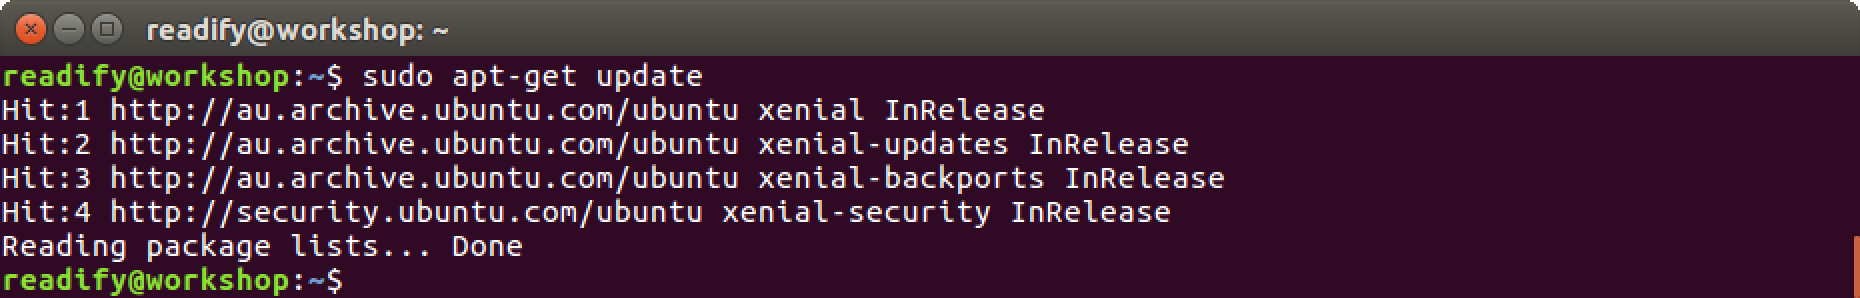 readify@workshop: ~
readify@workshop:~$ sudo apt-get update
Hit:1 http://au.archive.ubuntu.com/ubuntu xenial InRelease
Hit:2 http://au.archive.ubuntu.com/ubuntu xenial-updates InRelease
Hit:3 http://au.archive.ubuntu.com/ubuntu xenial-backports InRelease
Hit:4 http://security.ubuntu.com/ubuntu xenial-security InRelease
Reading package lists... Done
readify@workshop:~$